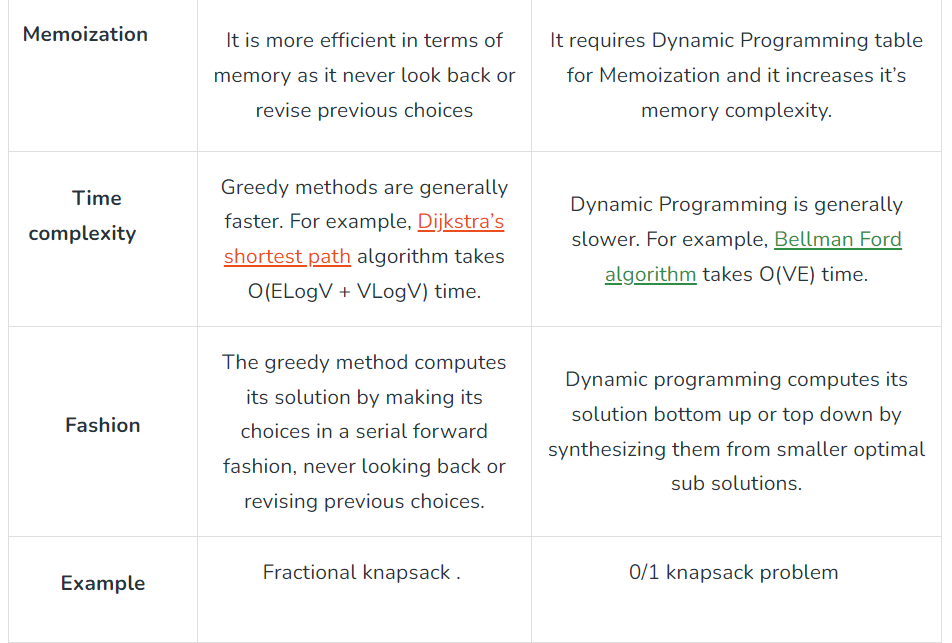 Memoization
It is more efficient in terms of
memory as it never look back or
revise previous choices
It requires Dynamic Programming table
for Memoization and it increases it’s
memory complexity.
Time
complexity
Greedy methods are generally
faster. For example, Dijkstra’s
shortest path algorithm takes
O(ELogV + VLogV) time.
Dynamic Programming is generally
slower. For example, Bellman Ford
algorithm takes O(VE) time.
Fashion
The greedy method computes
its solution by making its
choices in a serial forward
fashion, never looking back or
revising previous choices.
Dynamic programming computes its
solution bottom up or top down by
synthesizing them from smaller optimal
sub solutions.
Example
Fractional knapsack .
0/1 knapsack problem